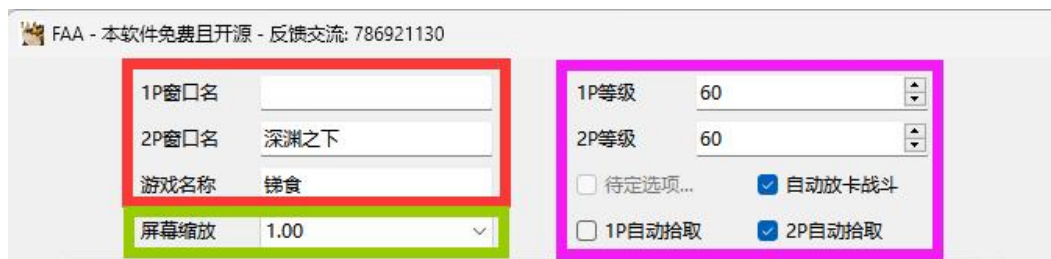 FAA - 本软件免费且开源 - 反馈交流: 786921130
1P窗口名
2P窗口名 深渊之下
游戏名称 锑食
屏幕缩放 1.00
1P等级 60
2P等级 60
待定选项... 自动放卡战斗
1P自动拾取 2P自动拾取